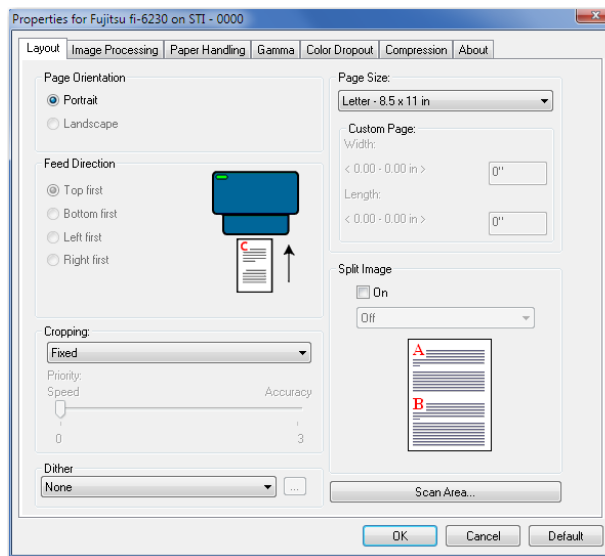 Properties for Fujitsu fi-6230 on STI - 0000
Layout Image Processing Paper Handling Gamma Color Dropout Compression About
Page Orientation
Portrait
Landscape
Feed Direction
Top first
Bottom first
Left first
Right first
C
Cropping:
Fixed
Priority:
Speed Accuracy
0 3
Dither
None ...
Page Size:
Letter - 8.5 x 11 in
Custom Page:
Width:
< 0.00 - 0.00 in > 0"
Length:
< 0.00 - 0.00 in > 0"
Split Image
On
Off
A
B
Scan Area...
OK Cancel Default